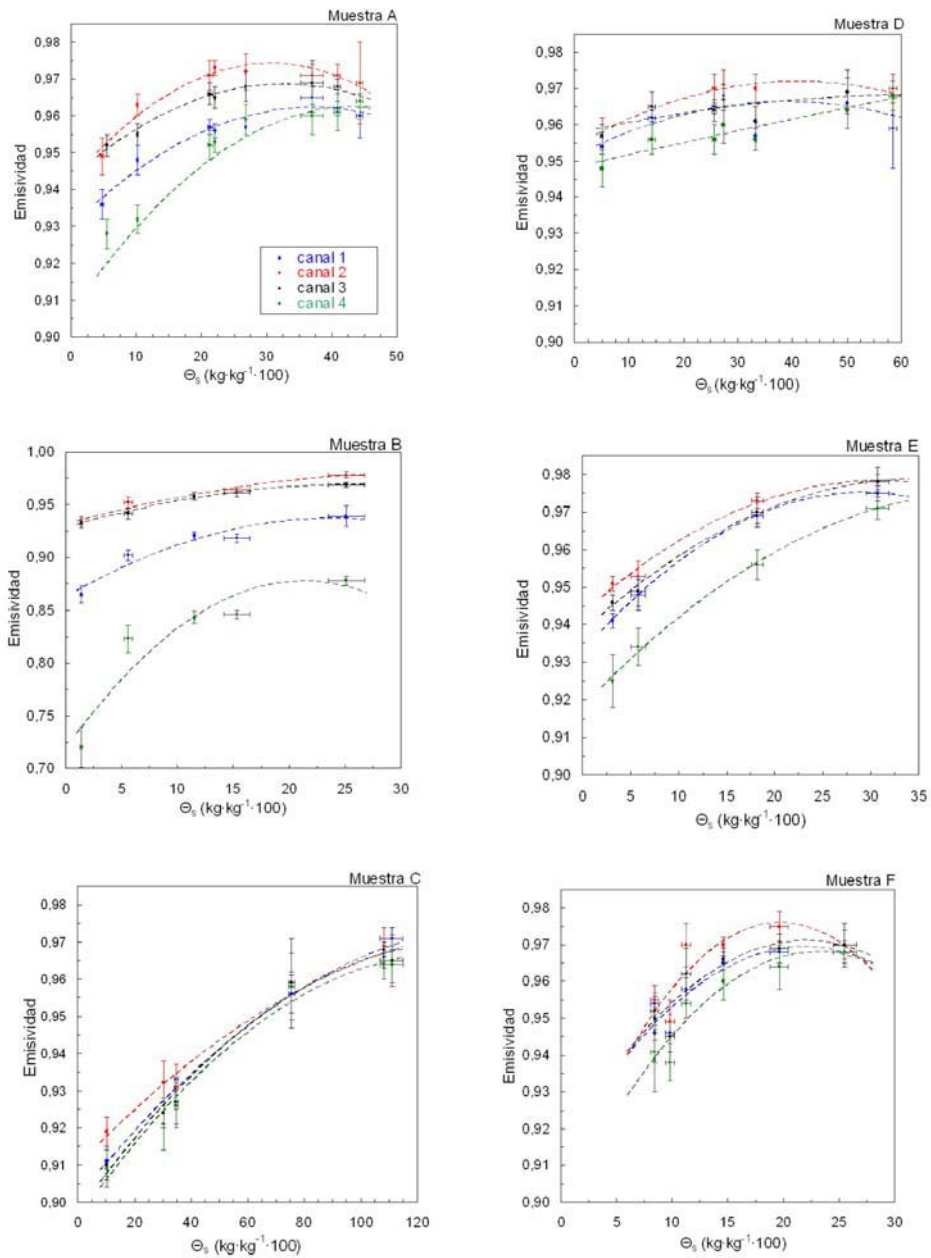 Muestra A
0,98
0,97
0,96
0,95
0,94
0,93
0,92
0,91
0,90
Emisividad
canal 1
canal 2
canal 3
canal 4
0 10 20 30 40 50
Θs (kg·kg⁻¹·100)
Muestra D
0,98
0,97
0,96
0,95
0,94
0,93
0,92
0,91
0,90
Emisividad
0 10 20 30 40 50 60
Θs (kg·kg⁻¹·100)
Muestra B
1,00
0,95
0,90
0,85
0,80
0,75
0,70
Emisividad
0 5 10 15 20 25 30
Θs (kg·kg⁻¹·100)
Muestra E
0,98
0,97
0,96
0,95
0,94
0,93
0,92
0,91
0,90
Emisividad
0 5 10 15 20 25 30 35
Θs (kg·kg⁻¹·100)
Muestra C
0,98
0,97
0,96
0,95
0,94
0,93
0,92
0,91
0,90
Emisividad
0 20 40 60 80 100 120
Θs (kg·kg⁻¹·100)
Muestra F
0,98
0,97
0,96
0,95
0,94
0,93
0,92
0,91
0,90
Emisividad
0 5 10 15 20 25 30
Θs (kg·kg⁻¹·100)